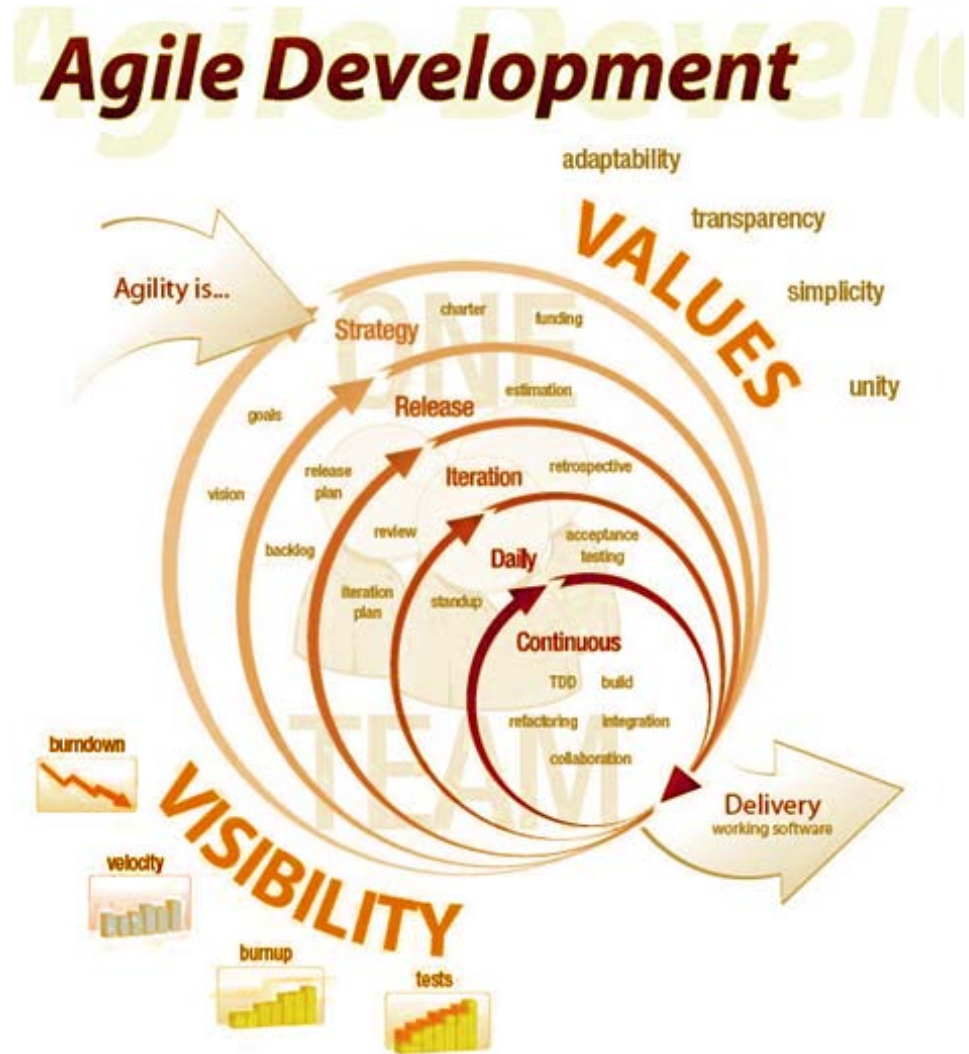 Agile Develo
Agile Development
adaptability
VALUES
transparency
simplicity
unity
Agility is...
ONE
TEAM
Strategy
charter
funding
goals
vision
Release
estimation
release
plan
backlog
Iteration
retrospective
review
iteration
plan
Daily
acceptance
testing
standup
Continuous
TDD build
refactoring integration
collaboration
Delivery
working software
VISIBILITY
burndown
velocity
burnup
tests